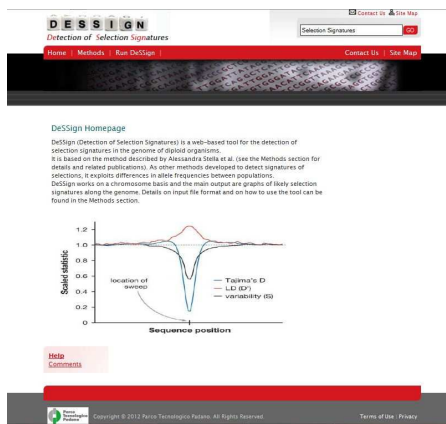 Contact Us Site Map
DESSIGN
Detection of Selection Signatures
Selection Signatures GO
Home | Methods | Run DeSSign |
Contact Us | Site Map
DeSSign Homepage
DeSSign (Detection of Selection Signatures) is a web-based tool for the detection of
selection signatures in the genome of diploid organisms.
It is based on the method described by Alessandra Stella et al. (see the Methods section for
details and related publications). As other methods developed to detect signatures of
selections, it exploits differences in allele frequencies between populations.
DeSSign works on a chromosome basis and the main output are graphs of likely selection
signatures along the genome. Details on input file format and on how to use the tool can be
found in the Methods section.
1.2
1.0
0.8
0.6
0.4
0.2
0
Scaled statistic
location of
sweep
Tajima's D
LD (D')
variability (S)
Sequence position
Help
Comments
Parco
Tecnologico
Padano
Copyright © 2012 Parco Tecnologico Padano. All Rights Reserved.
Terms of Use | Privacy